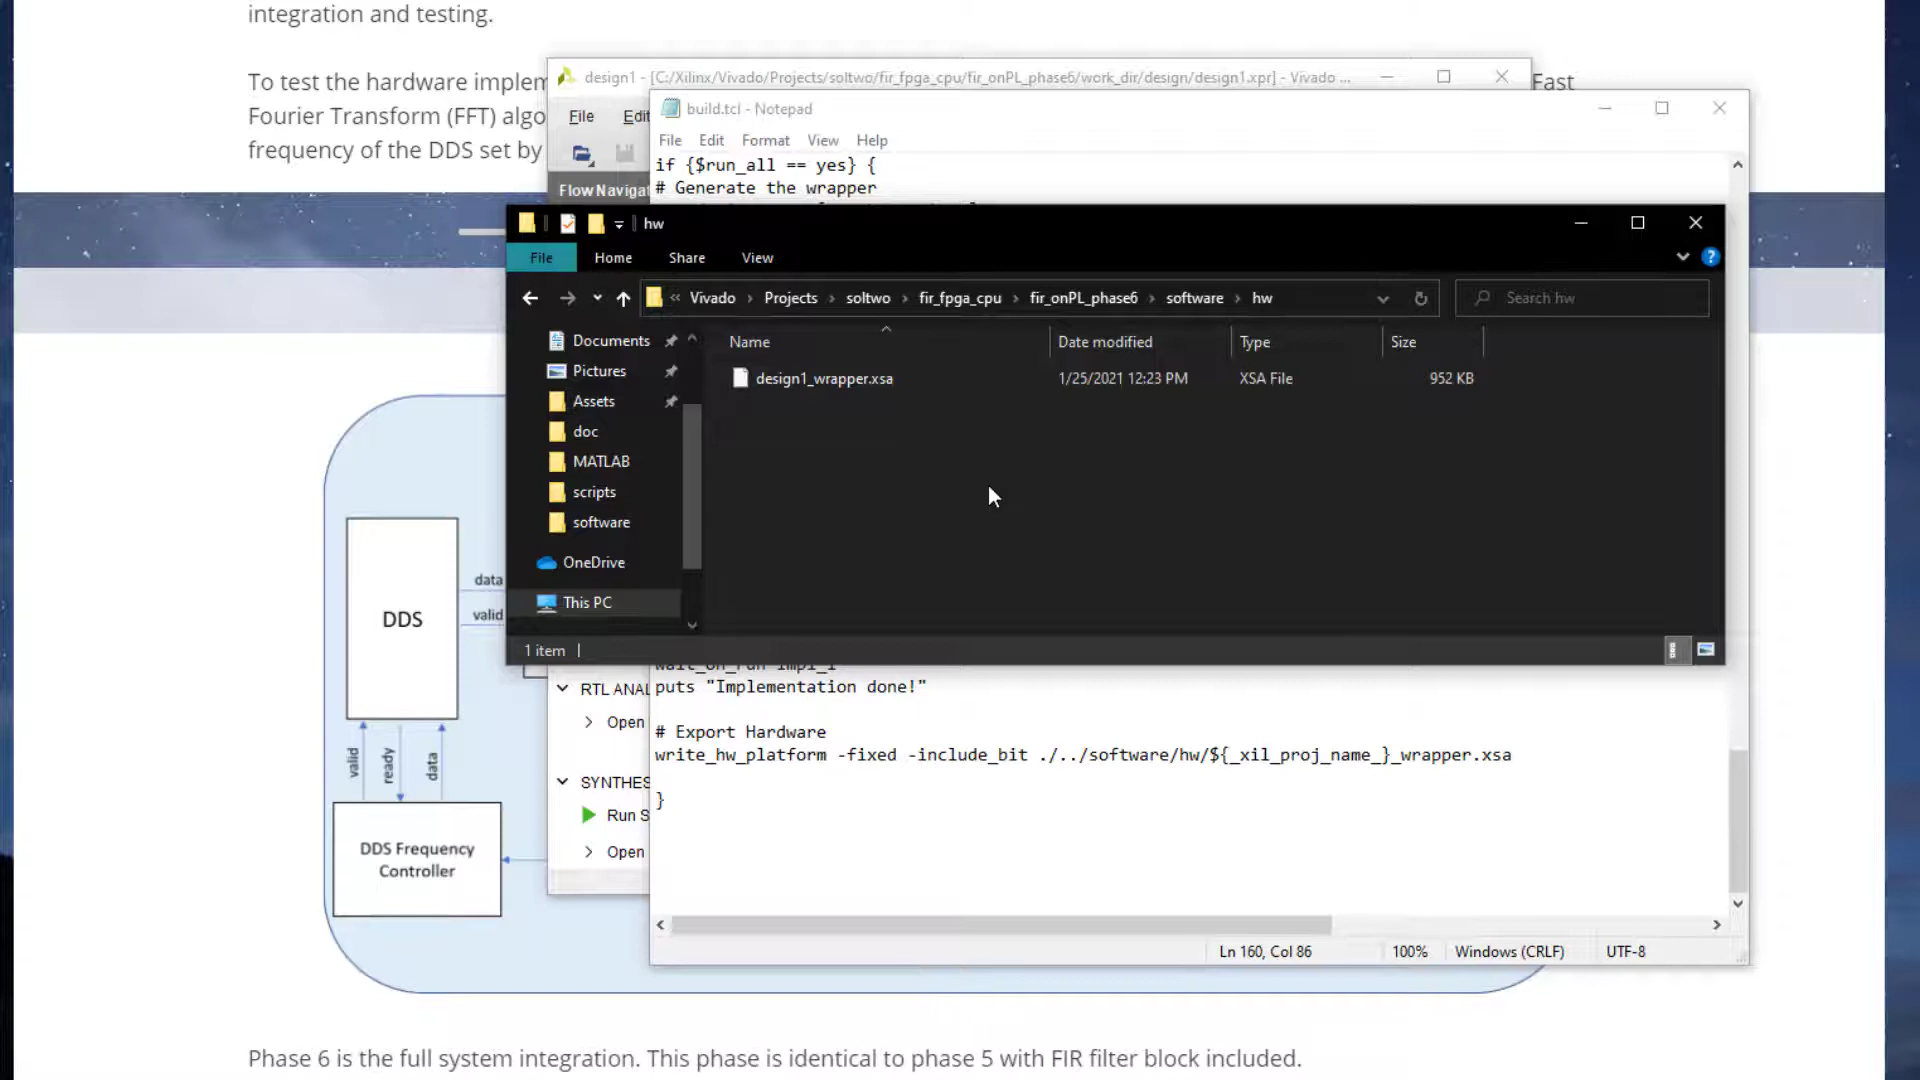 integration and testing.
To test the hardware implem
Fast
Fourier Transform (FFT) algo
frequency of the DDS set by
design1 - [C:/Xilinx/Vivado/Projects/soltwo/fir_fpga_cpu/fir_onPL_phase6/work_dir/design/design1.xpr] - Vivado ...
File Edit
Flow Naviga
build.tcl - Notepad
File Edit Format View Help
if {$run_all == yes} {
# Generate the wrapper
hw
File Home Share View
« Vivado › Projects › soltwo › fir_fpga_cpu › fir_onPL_phase6 › software › hw
Search hw
Name Date modified Type Size
design1_wrapper.xsa 1/25/2021 12:23 PM XSA File 952 KB
Documents
Pictures
Assets
doc
MATLAB
scripts
software
OneDrive
This PC
1 item
wait_on_run impl_1
puts "Implementation done!"
# Export Hardware
write_hw_platform -fixed -include_bit ./../software/hw/${_xil_proj_name_}_wrapper.xsa
}
Ln 160, Col 86 100% Windows (CRLF) UTF-8
RTL ANAL
Open
SYNTHES
Run S
Open
DDS
data
valid
valid
ready
data
DDS Frequency
Controller
Phase 6 is the full system integration. This phase is identical to phase 5 with FIR filter block included.